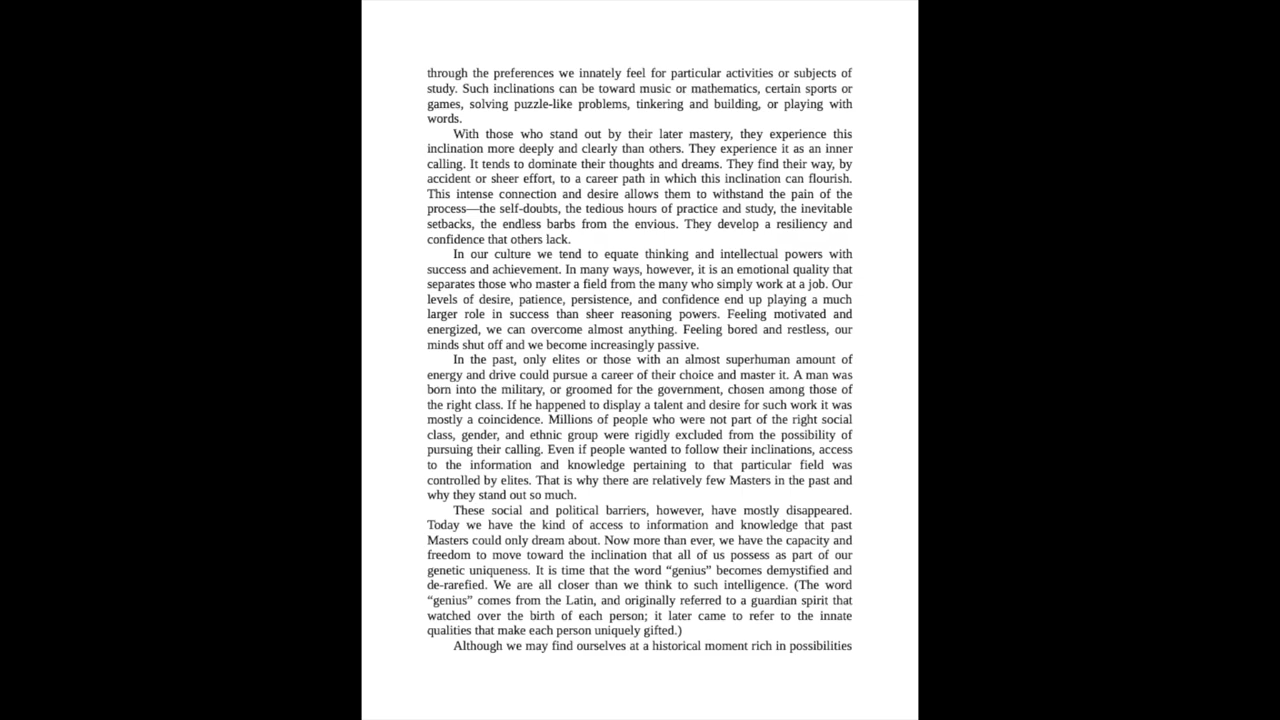 through the preferences we innately feel for particular activities or subjects of
study. Such inclinations can be toward music or mathematics, certain sports or
games, solving puzzle-like problems, tinkering and building, or playing with
words.
With those who stand out by their later mastery, they experience this
inclination more deeply and clearly than others. They experience it as an inner
calling. It tends to dominate their thoughts and dreams. They find their way, by
accident or sheer effort, to a career path in which this inclination can flourish.
This intense connection and desire allows them to withstand the pain of the
process—the self-doubts, the tedious hours of practice and study, the inevitable
setbacks, the endless barbs from the envious. They develop a resiliency and
confidence that others lack.
In our culture we tend to equate thinking and intellectual powers with
success and achievement. In many ways, however, it is an emotional quality that
separates those who master a field from the many who simply work at a job. Our
levels of desire, patience, persistence, and confidence end up playing a much
larger role in success than sheer reasoning powers. Feeling motivated and
energized, we can overcome almost anything. Feeling bored and restless, our
minds shut off and we become increasingly passive.
In the past, only elites or those with an almost superhuman amount of
energy and drive could pursue a career of their choice and master it. A man was
born into the military, or groomed for the government, chosen among those of
the right class. If he happened to display a talent and desire for such work it was
mostly a coincidence. Millions of people who were not part of the right social
class, gender, and ethnic group were rigidly excluded from the possibility of
pursuing their calling. Even if people wanted to follow their inclinations, access
to the information and knowledge pertaining to that particular field was
controlled by elites. That is why there are relatively few Masters in the past and
why they stand out so much.
These social and political barriers, however, have mostly disappeared.
Today we have the kind of access to information and knowledge that past
Masters could only dream about. Now more than ever, we have the capacity and
freedom to move toward the inclination that all of us possess as part of our
genetic uniqueness. It is time that the word “genius” becomes demystified and
de-rarefied. We are all closer than we think to such intelligence. (The word
“genius” comes from the Latin, and originally referred to a guardian spirit that
watched over the birth of each person; it later came to refer to the innate
qualities that make each person uniquely gifted.)
Although we may find ourselves at a historical moment rich in possibilities